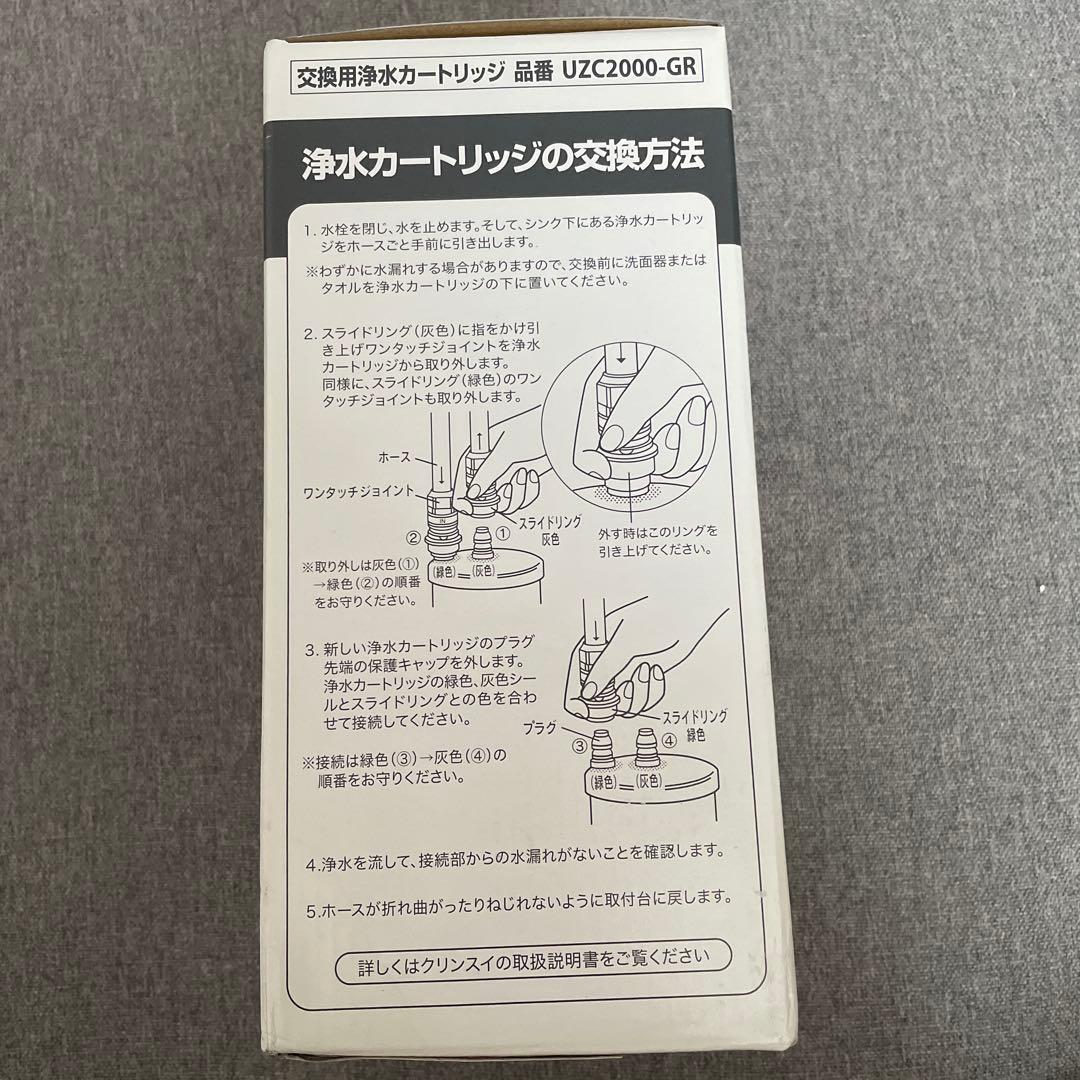 交換用浄水カートリッジ 品番 UZC2000-GR
浄水カートリッジの交換方法
1. 水栓を閉じ、水を止めます。そして、シンク下にある浄水カートリッ
ジをホースごと手前に引き出します。
※わずかに水漏れする場合がありますので、交換前に洗面器または
タオルを浄水カートリッジの下に置いてください。
2. スライドリング(灰色)に指をかけ引
き上げワンタッチジョイントを浄水
カートリッジから取り外します。
同様に、スライドリング(緑色)のワン
タッチジョイントも取り外します。
ホース
ワンタッチジョイント
IN
②
①
スライドリング
灰色
(緑色)
(灰色)
外す時はこのリングを
引き上げてください。
※取り外しは灰色(①)
→緑色(②)の順番
をお守りください。
3. 新しい浄水カートリッジのプラグ
先端の保護キャップを外します。
浄水カートリッジの緑色、灰色シー
ルとスライドリングとの色を合わ
せて接続してください。
プラグ
スライドリング
緑色
③
④
(緑色)
(灰色)
※接続は緑色(③)→灰色(④)の
順番をお守りください。
4.浄水を流して、接続部からの水漏れがないことを確認します。
5.ホースが折れ曲がったりねじれないように取付台に戻します。
詳しくはクリンスイの取扱説明書をご覧ください